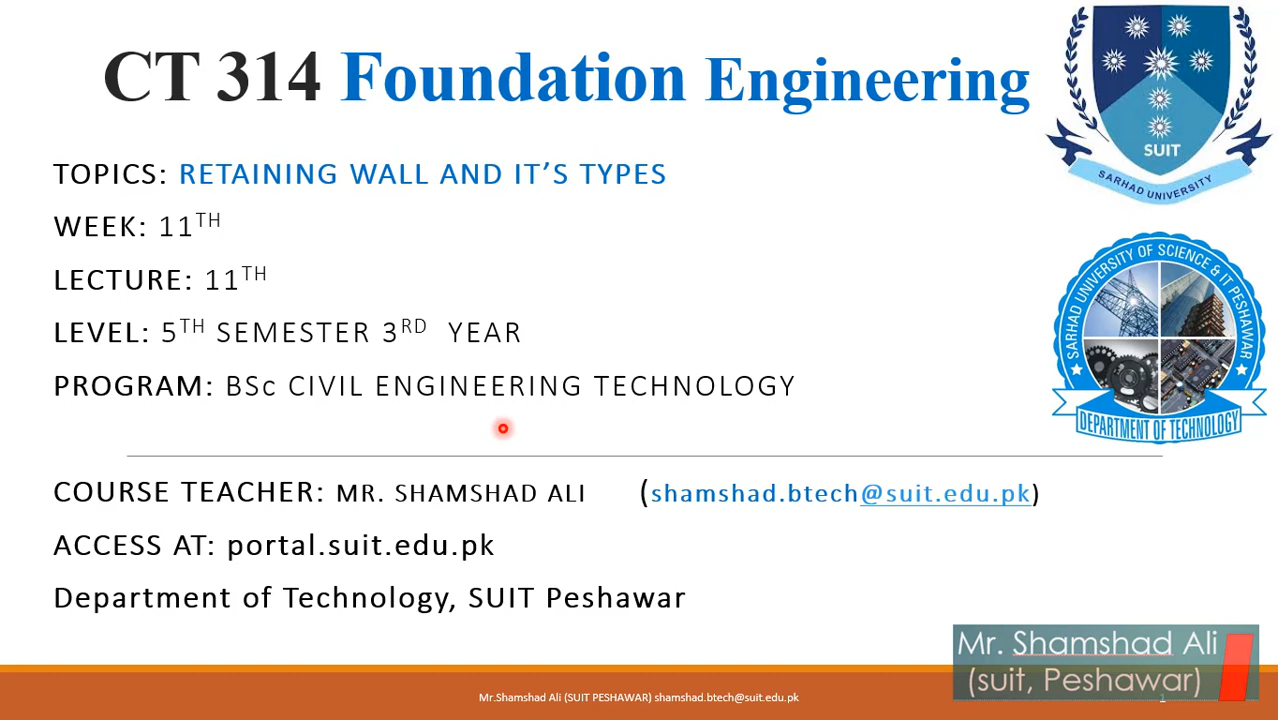 CT 314 Foundation Engineering
TOPICS: RETAINING WALL AND IT’S TYPES
WEEK: 11TH
LECTURE: 11TH
LEVEL: 5TH SEMESTER 3RD YEAR
PROGRAM: BSc CIVIL ENGINEERING TECHNOLOGY
SUIT
SARHAD UNIVERSITY
SARHAD UNIVERSITY OF SCIENCE & IT PESHAWAR
DEPARTMENT OF TECHNOLOGY
COURSE TEACHER: MR. SHAMSHAD ALI (shamshad.btech@suit.edu.pk)
ACCESS AT: portal.suit.edu.pk
Department of Technology, SUIT Peshawar
Mr. Shamshad Ali
(suit, Peshawar)
Mr.Shamshad Ali (SUIT PESHAWAR) shamshad.btech@suit.edu.pk
1